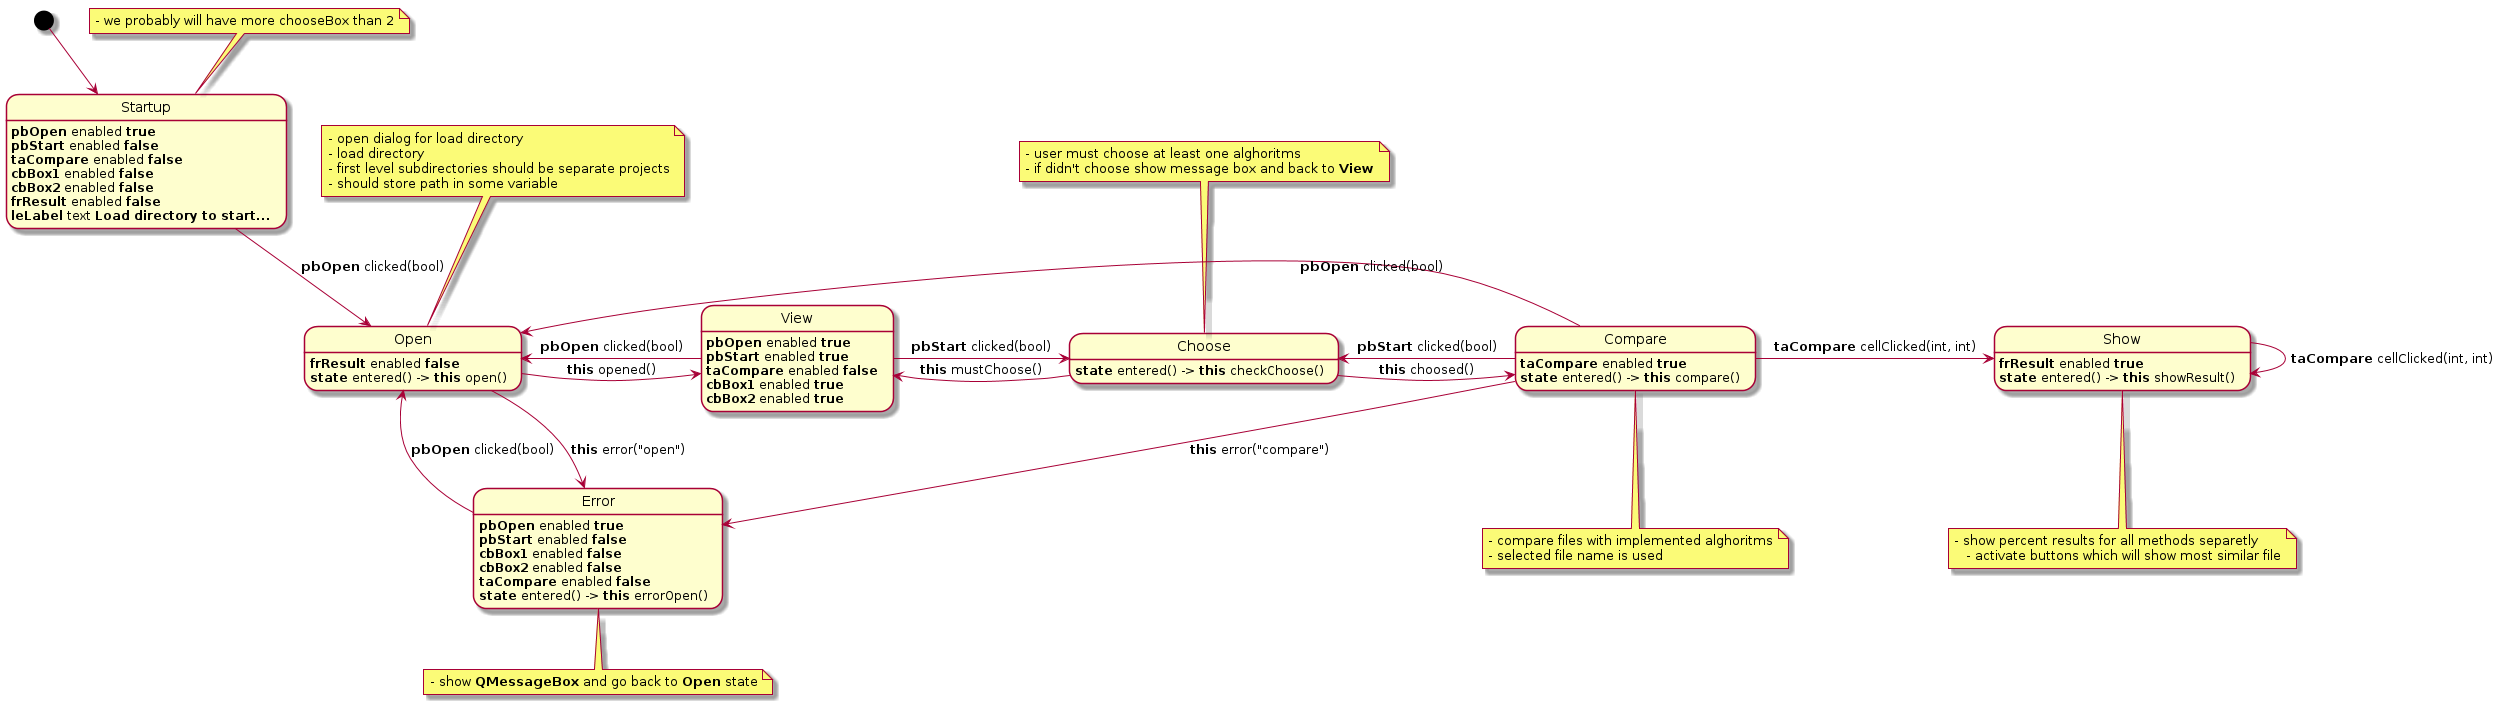 - we probably will have more chooseBox than 2
Startup
pbOpen enabled true
pbStart enabled false
taCompare enabled false
cbBox1 enabled false
cbBox2 enabled false
frResult enabled false
leLabel text Load directory to start...
- open dialog for load directory
- load directory
- first level subdirectories should be separate projects
- should store path in some variable
- user must choose at least one alghoritms
- if didn't choose show message box and back to View
pbOpen clicked(bool)
pbOpen clicked(bool)
Open
frResult enabled false
state entered() -> this open()
pbOpen clicked(bool)
this opened()
View
pbOpen enabled true
pbStart enabled true
taCompare enabled false
cbBox1 enabled true
cbBox2 enabled true
pbStart clicked(bool)
this mustChoose()
Choose
state entered() -> this checkChoose()
pbStart clicked(bool)
this choosed()
Compare
taCompare enabled true
state entered() -> this compare()
taCompare cellClicked(int, int)
Show
frResult enabled true
state entered() -> this showResult()
taCompare cellClicked(int, int)
pbOpen clicked(bool)
this error("open")
this error("compare")
Error
pbOpen enabled true
pbStart enabled false
cbBox1 enabled false
cbBox2 enabled false
taCompare enabled false
state entered() -> this errorOpen()
- compare files with implemented alghoritms
- selected file name is used
- show percent results for all methods separetly
- activate buttons which will show most similar file
- show QMessageBox and go back to Open state